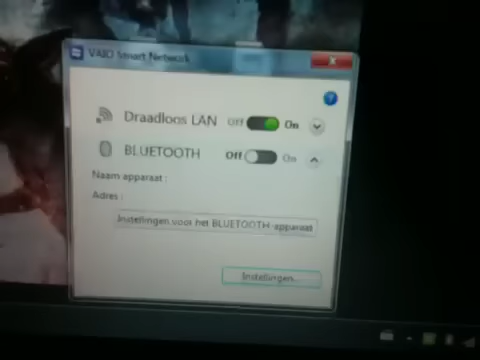 VAIO Smart Network
Draadloos LAN Off On
BLUETOOTH Off On
Naam apparaat :
Adres :
Instellingen voor het BLUETOOTH-apparaat
Instellingen...